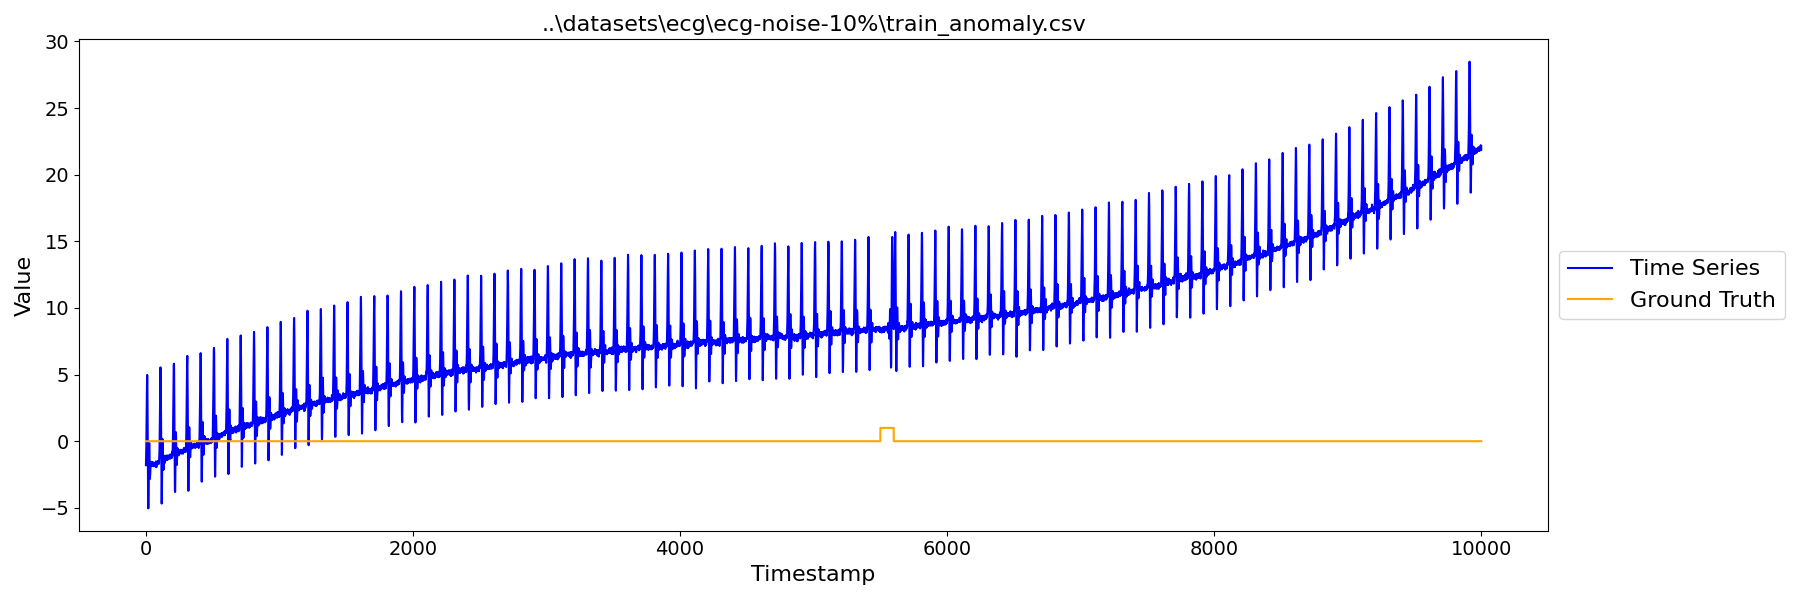 ..\datasets\ecg\ecg-noise-10%\train_anomaly.csv
30
25
20
15
10
5
0
−5
Value
0 2000 4000 6000 8000 10000
Timestamp
Time Series
Ground Truth